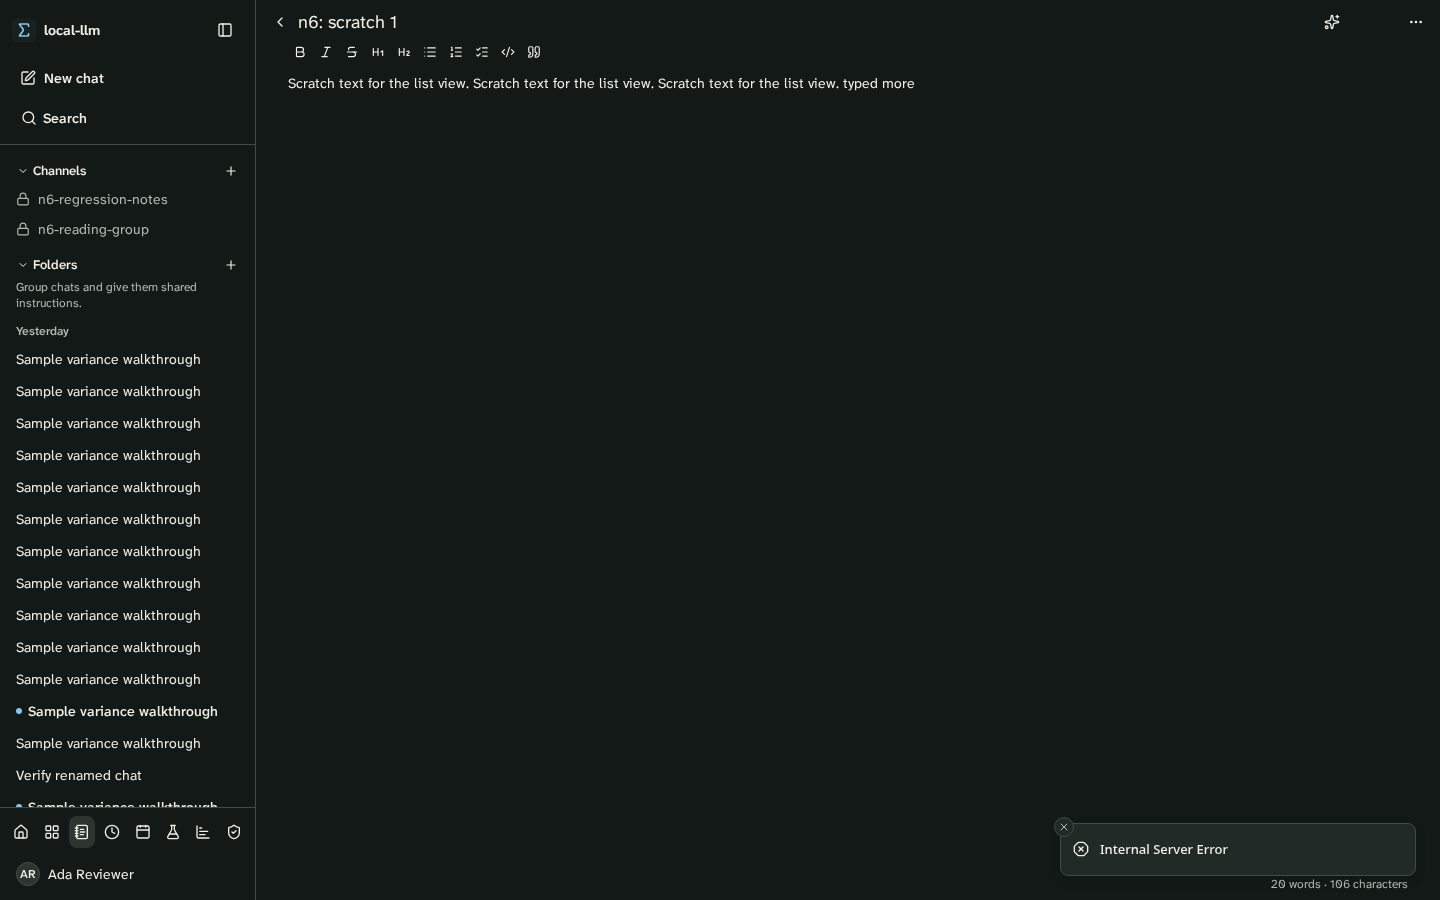 local-llm
New chat
Search
Channels
n6-regression-notes
n6-reading-group
Folders
Group chats and give them shared
instructions.
Yesterday
Sample variance walkthrough
Sample variance walkthrough
Sample variance walkthrough
Sample variance walkthrough
Sample variance walkthrough
Sample variance walkthrough
Sample variance walkthrough
Sample variance walkthrough
Sample variance walkthrough
Sample variance walkthrough
Sample variance walkthrough
Sample variance walkthrough
Sample variance walkthrough
Verify renamed chat
Sample variance walkthrough
AR Ada Reviewer
n6: scratch 1
B I S H1 H2
Scratch text for the list view. Scratch text for the list view. Scratch text for the list view. typed more
Internal Server Error
20 words · 106 characters